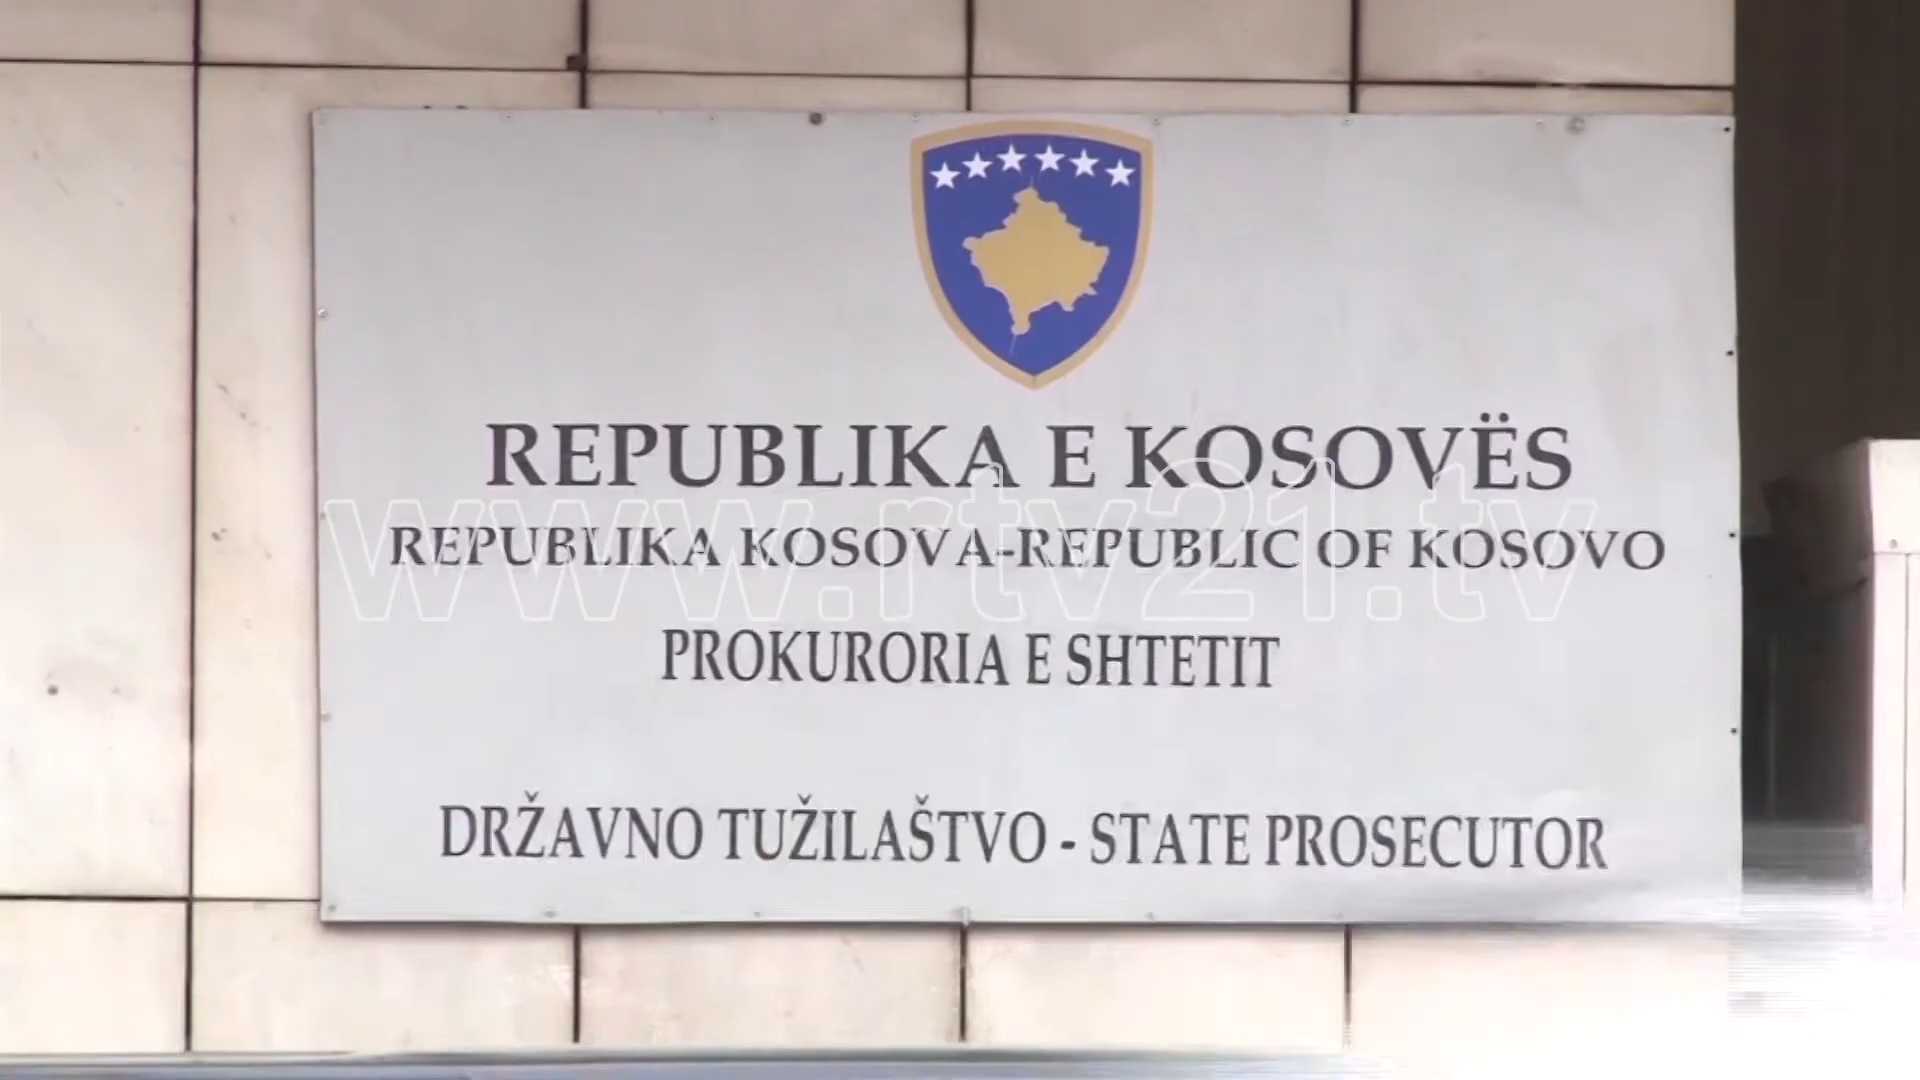 REPUBLIKA E KOSOVËS
REPUBLIKA KOSOVA-REPUBLIC OF KOSOVO
www.rtv21.tv
PROKURORIA E SHTETIT
DRŽAVNO TUŽILAŠTVO - STATE PROSECUTOR